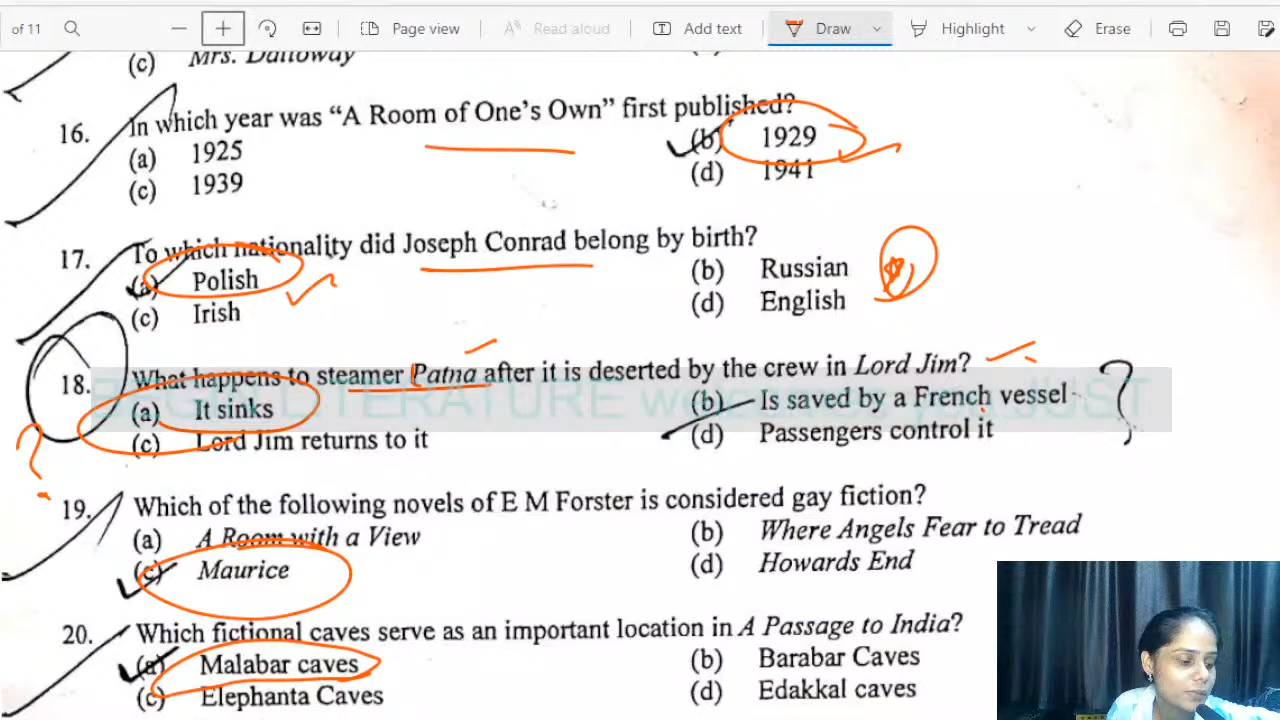 of 11
Page view
Read aloud
Add text
Draw
Highlight
Erase
(c) Mrs. Dalloway
16. In which year was “A Room of One’s Own” first published?
(a) 1925 (b) 1929
(c) 1939 (d) 1941
17. To which nationality did Joseph Conrad belong by birth?
(a) Polish (b) Russian
(c) Irish (d) English
18. What happens to steamer Patna after it is deserted by the crew in Lord Jim?
(a) It sinks (b) Is saved by a French vessel ?
(c) Lord Jim returns to it (d) Passengers control it
?
LITERATURE welcomes you JUST
19. Which of the following novels of E M Forster is considered gay fiction?
(a) A Room with a View (b) Where Angels Fear to Tread
(c) Maurice (d) Howards End
20. Which fictional caves serve as an important location in A Passage to India?
(a) Malabar caves (b) Barabar Caves
(c) Elephanta Caves (d) Edakkal caves